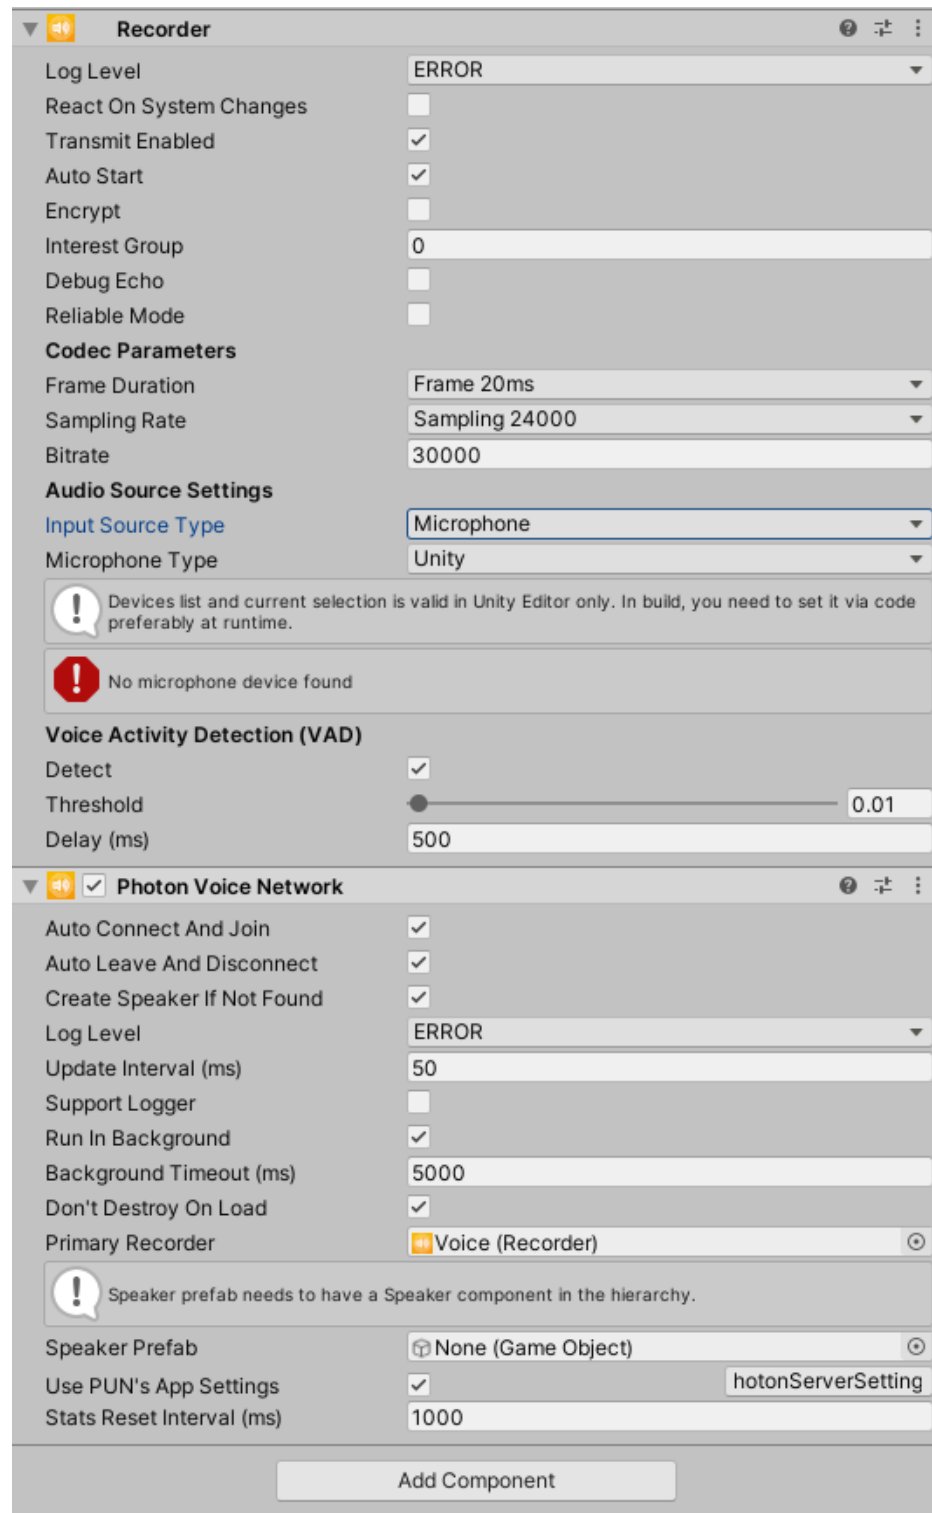 Recorder
Log Level ERROR
React On System Changes
Transmit Enabled
Auto Start
Encrypt
Interest Group 0
Debug Echo
Reliable Mode
Codec Parameters
Frame Duration Frame 20ms
Sampling Rate Sampling 24000
Bitrate 30000
Audio Source Settings
Input Source Type Microphone
Microphone Type Unity
Devices list and current selection is valid in Unity Editor only. In build, you need to set it via code
preferably at runtime.
No microphone device found
Voice Activity Detection (VAD)
Detect
Threshold 0.01
Delay (ms) 500
Photon Voice Network
Auto Connect And Join
Auto Leave And Disconnect
Create Speaker If Not Found
Log Level ERROR
Update Interval (ms) 50
Support Logger
Run In Background
Background Timeout (ms) 5000
Don't Destroy On Load
Primary Recorder Voice (Recorder)
Speaker prefab needs to have a Speaker component in the hierarchy.
Speaker Prefab None (Game Object)
Use PUN's App Settings hotonServerSetting
Stats Reset Interval (ms) 1000
Add Component